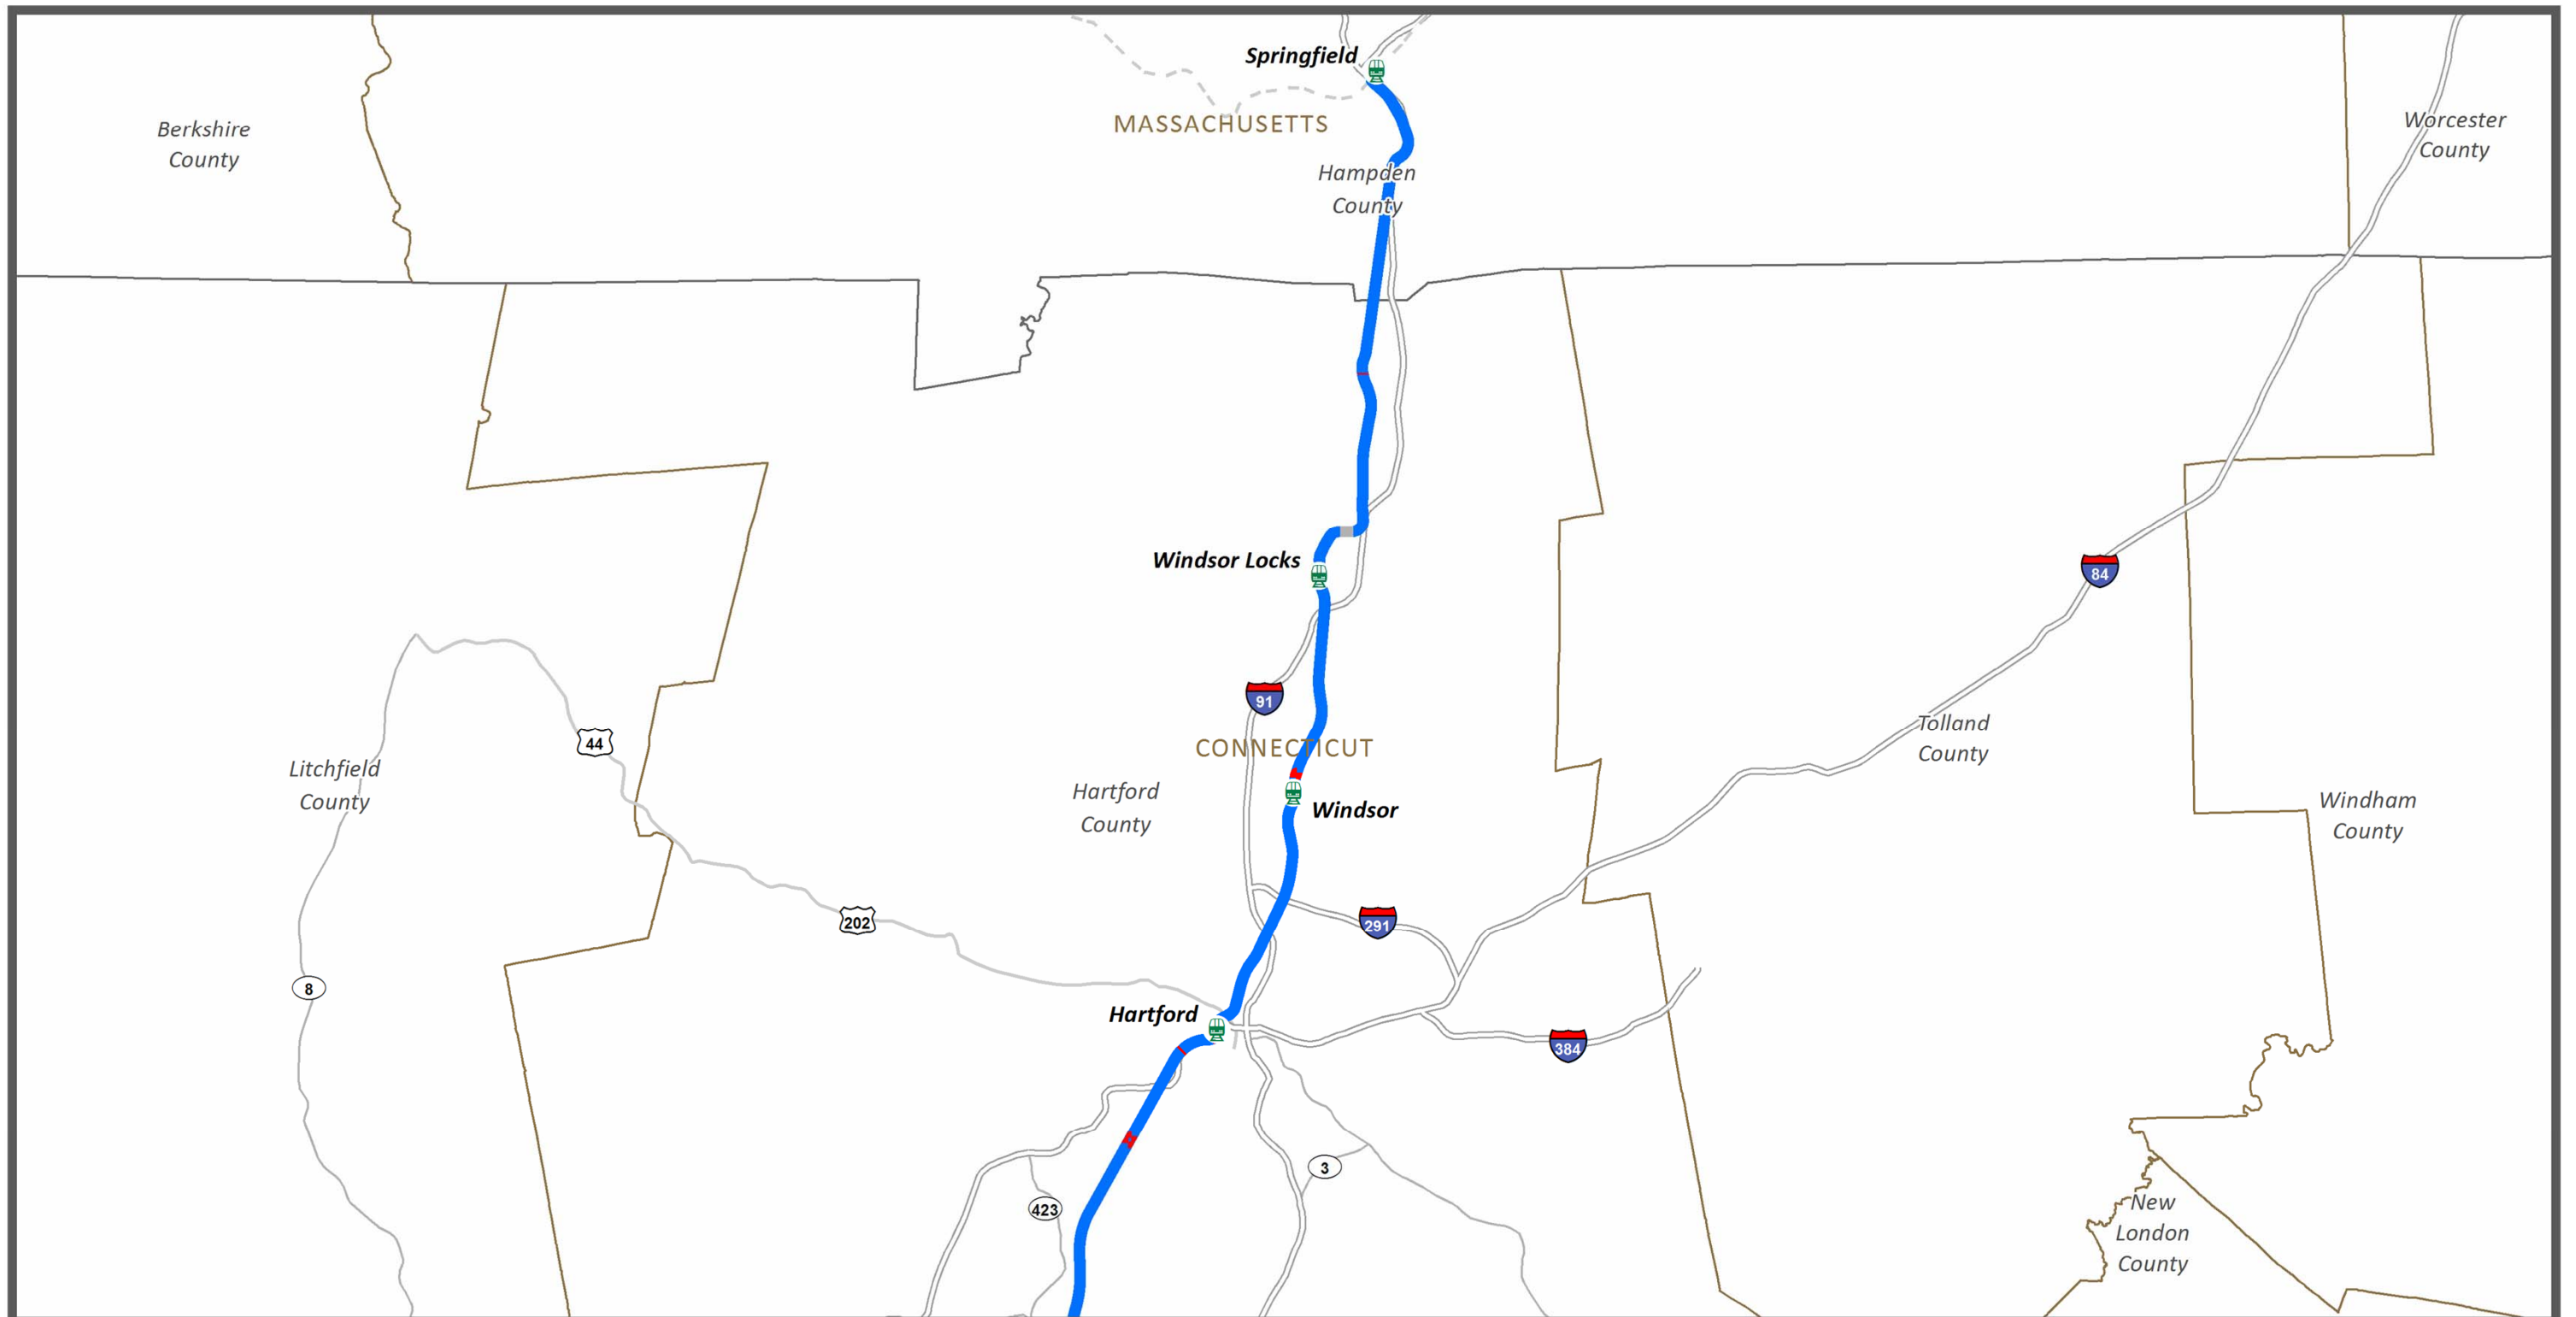 Springfield
MASSACHUSETTS
Berkshire
County
Worcester
County
Hampden
County
Windsor Locks
84
91
44
CONNECTICUT
Tolland
County
Litchfield
County
Hartford
County
Windsor
Windham
County
202
291
8
Hartford
384
3
423
New
London
County